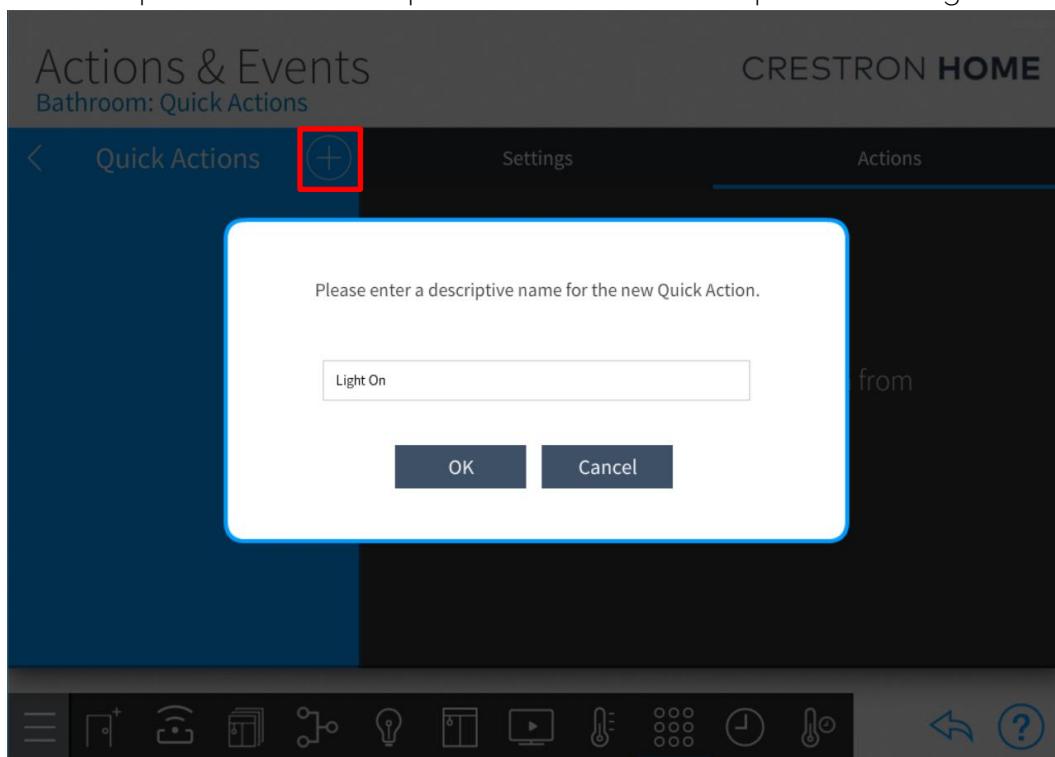 Actions & Events
CRESTRON HOME
Bathroom: Quick Actions
Quick Actions
Settings
Actions
Please enter a descriptive name for the new Quick Action.
from
Light On
OK
Cancel
?